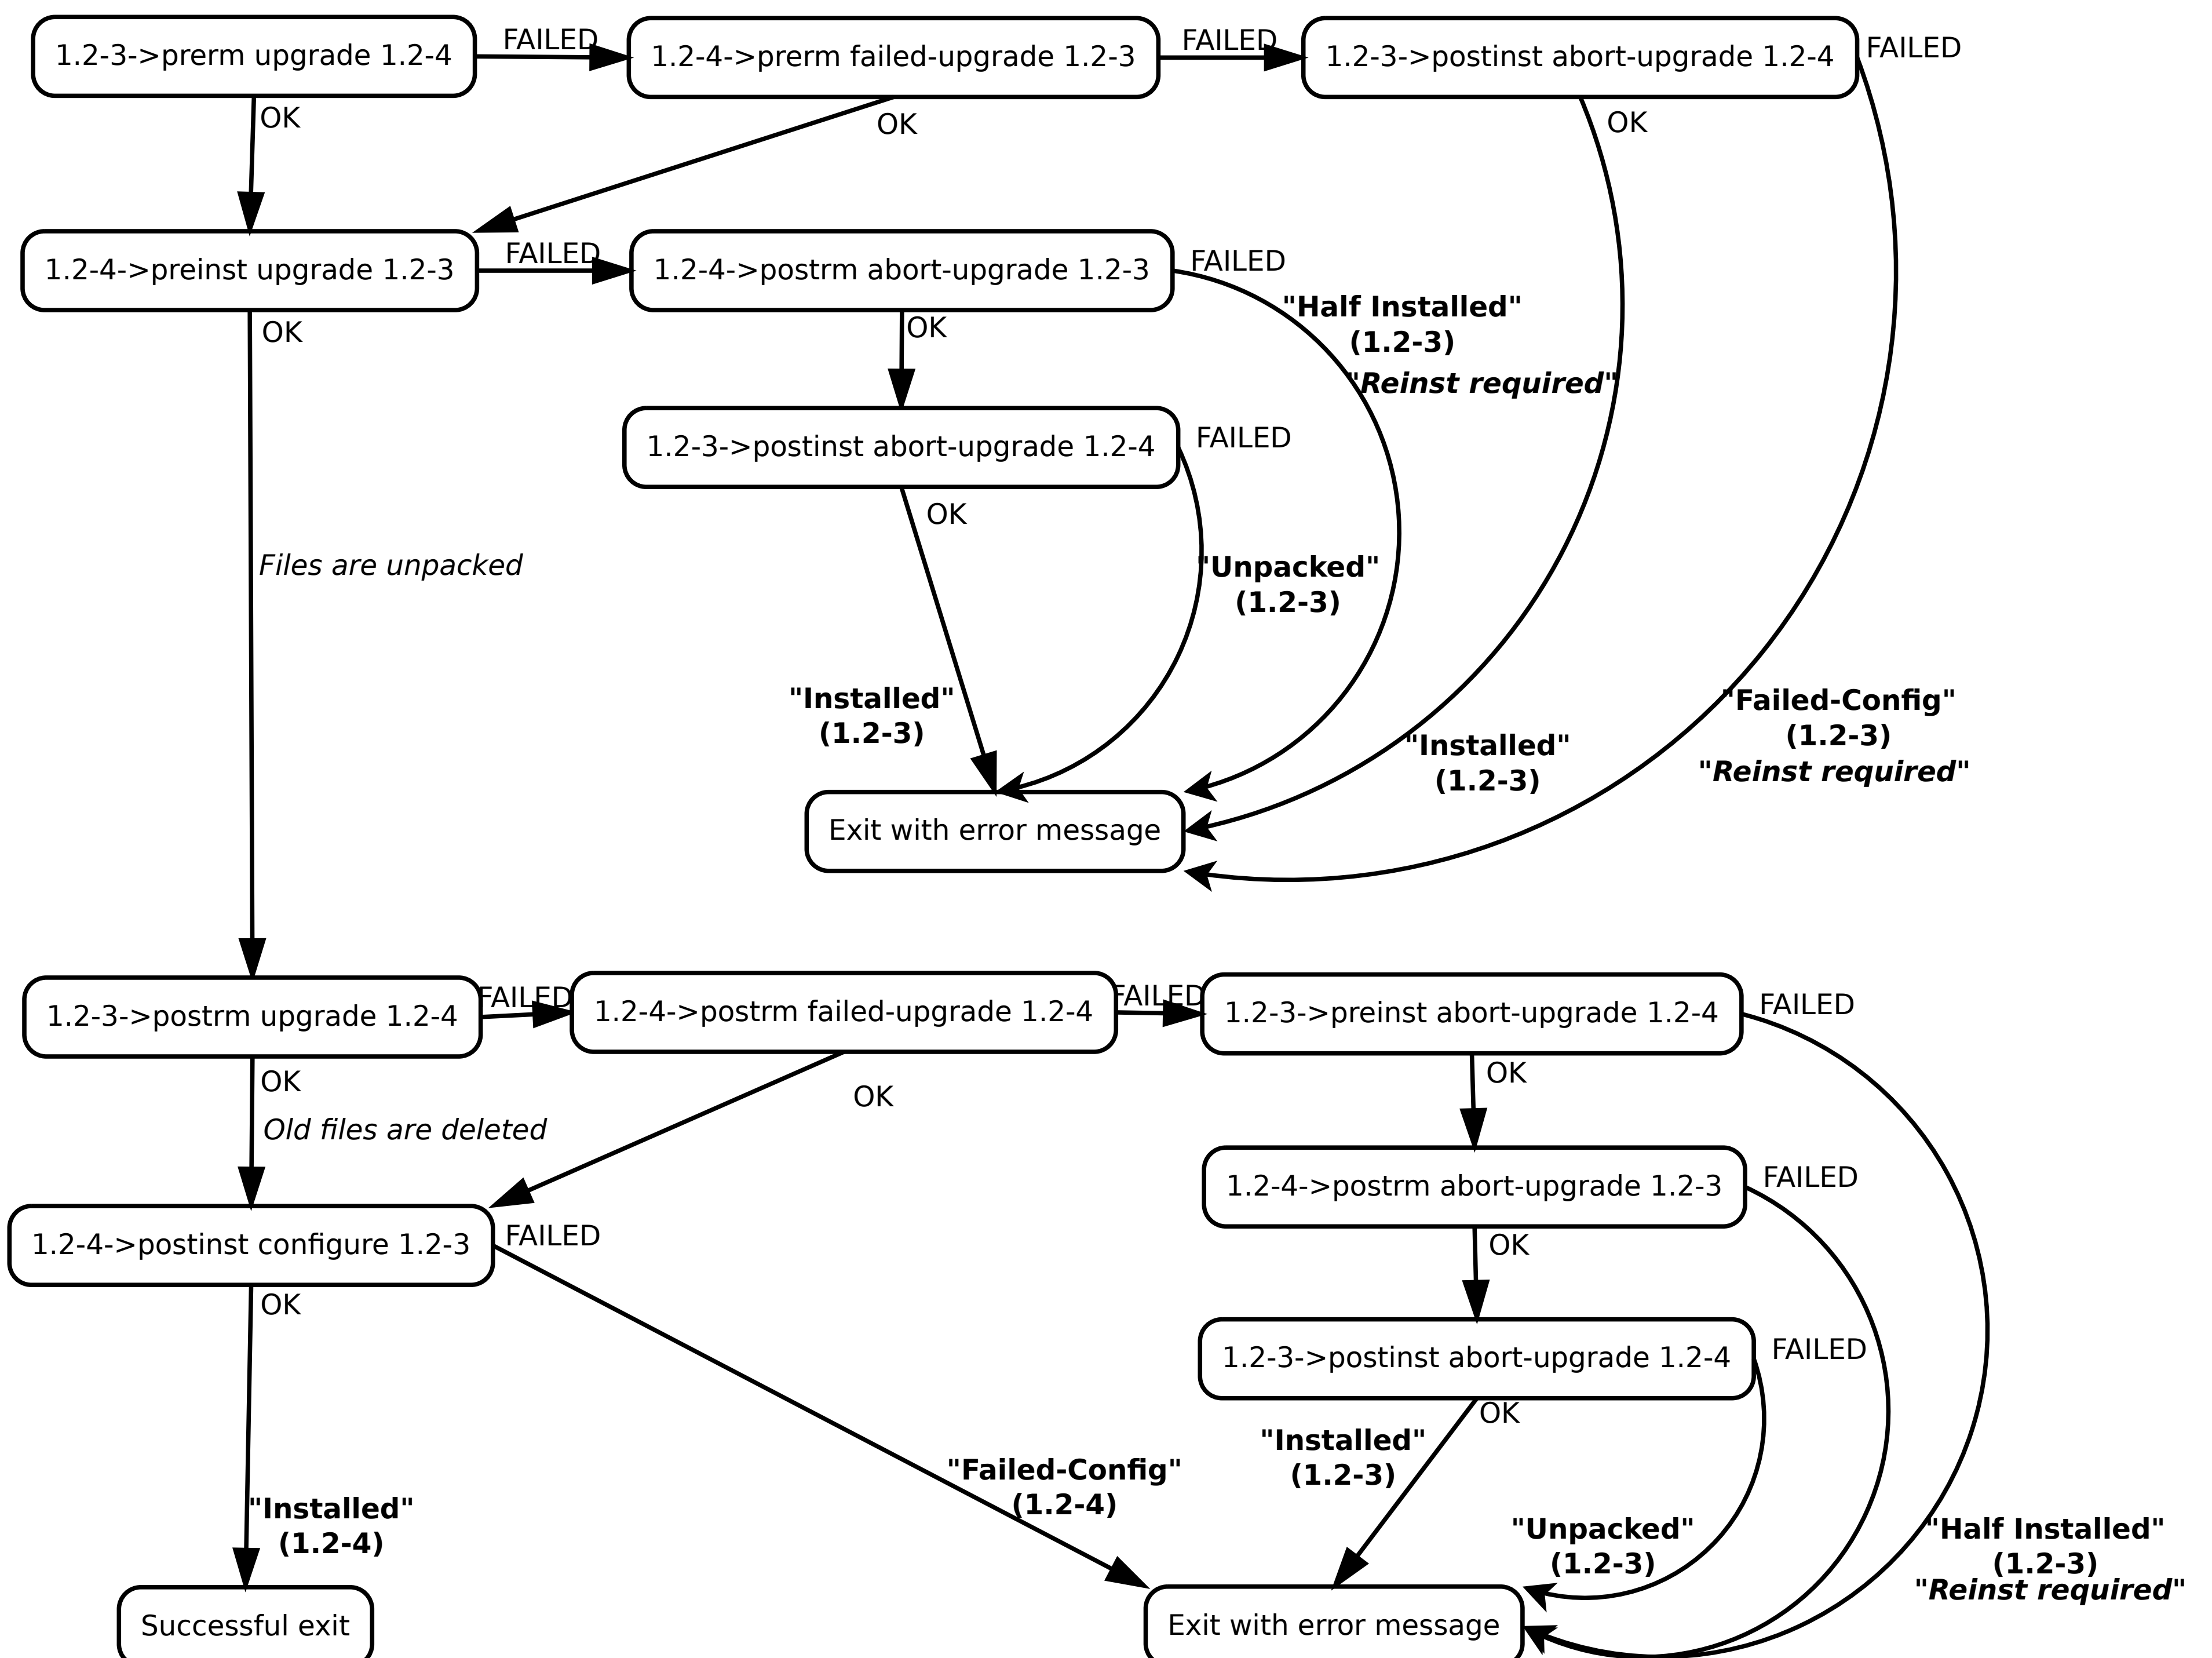 1.2-3->prerm upgrade 1.2-4
FAILED
1.2-4->prerm failed-upgrade 1.2-3
FAILED
1.2-3->postinst abort-upgrade 1.2-4
FAILED
OK
OK
OK
1.2-4->preinst upgrade 1.2-3
FAILED
1.2-4->postrm abort-upgrade 1.2-3
FAILED
OK
OK
"Half Installed"
(1.2-3)
"Reinst required"
1.2-3->postinst abort-upgrade 1.2-4
FAILED
OK
Files are unpacked
"Unpacked"
(1.2-3)
"Installed"
(1.2-3)
"Installed"
(1.2-3)
"Failed-Config"
(1.2-3)
"Reinst required"
Exit with error message
1.2-3->postrm upgrade 1.2-4
FAILED
1.2-4->postrm failed-upgrade 1.2-4
FAILED
1.2-3->preinst abort-upgrade 1.2-4
FAILED
OK
OK
OK
Old files are deleted
1.2-4->postrm abort-upgrade 1.2-3
FAILED
1.2-4->postinst configure 1.2-3
FAILED
OK
OK
1.2-3->postinst abort-upgrade 1.2-4
FAILED
OK
"Installed"
(1.2-3)
"Failed-Config"
(1.2-4)
"Installed"
(1.2-4)
"Unpacked"
(1.2-3)
"Half Installed"
(1.2-3)
"Reinst required"
Successful exit
Exit with error message